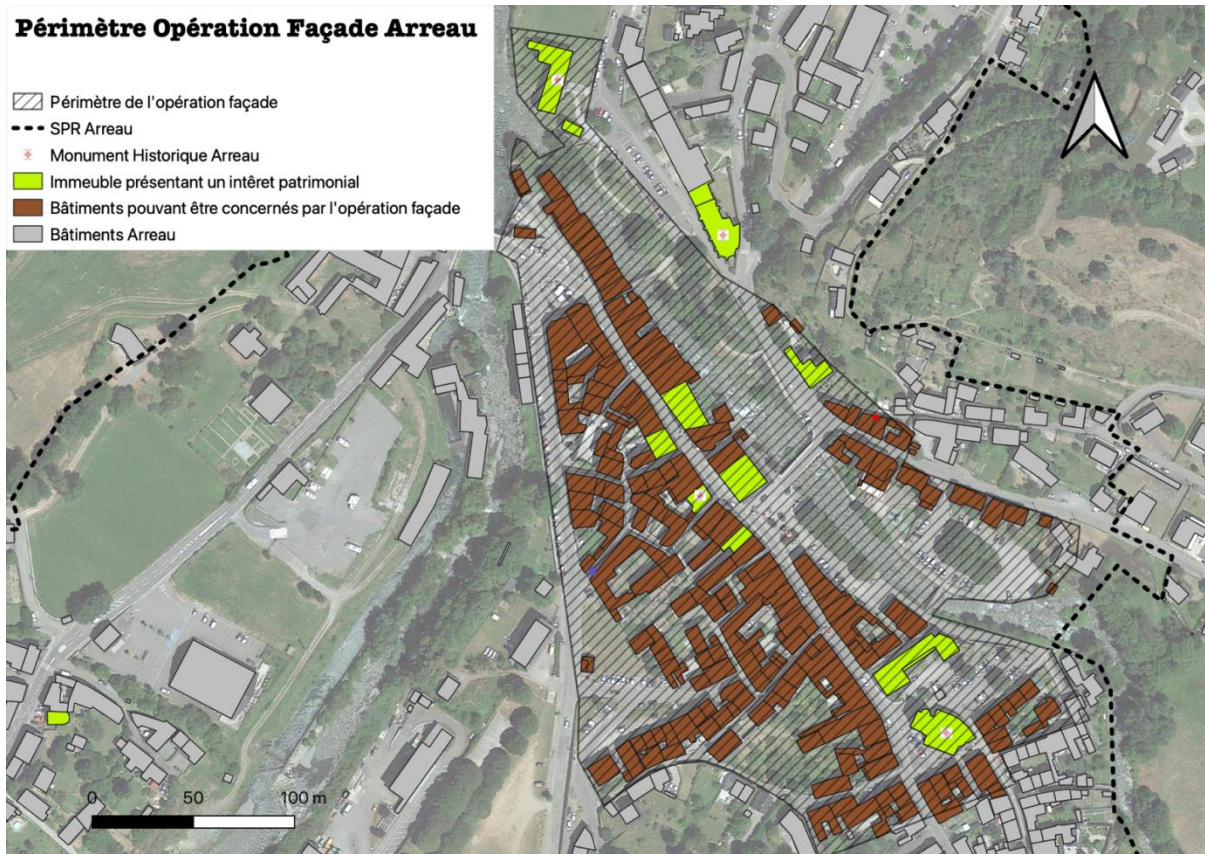 Périmètre Opération Façade Arreau
Périmètre de l'opération façade
SPR Arreau
Monument Historique Arreau
Immeuble présentant un intêret patrimonial
Bâtiments pouvant être concernés par l'opération façade
Bâtiments Arreau
0 50 100 m